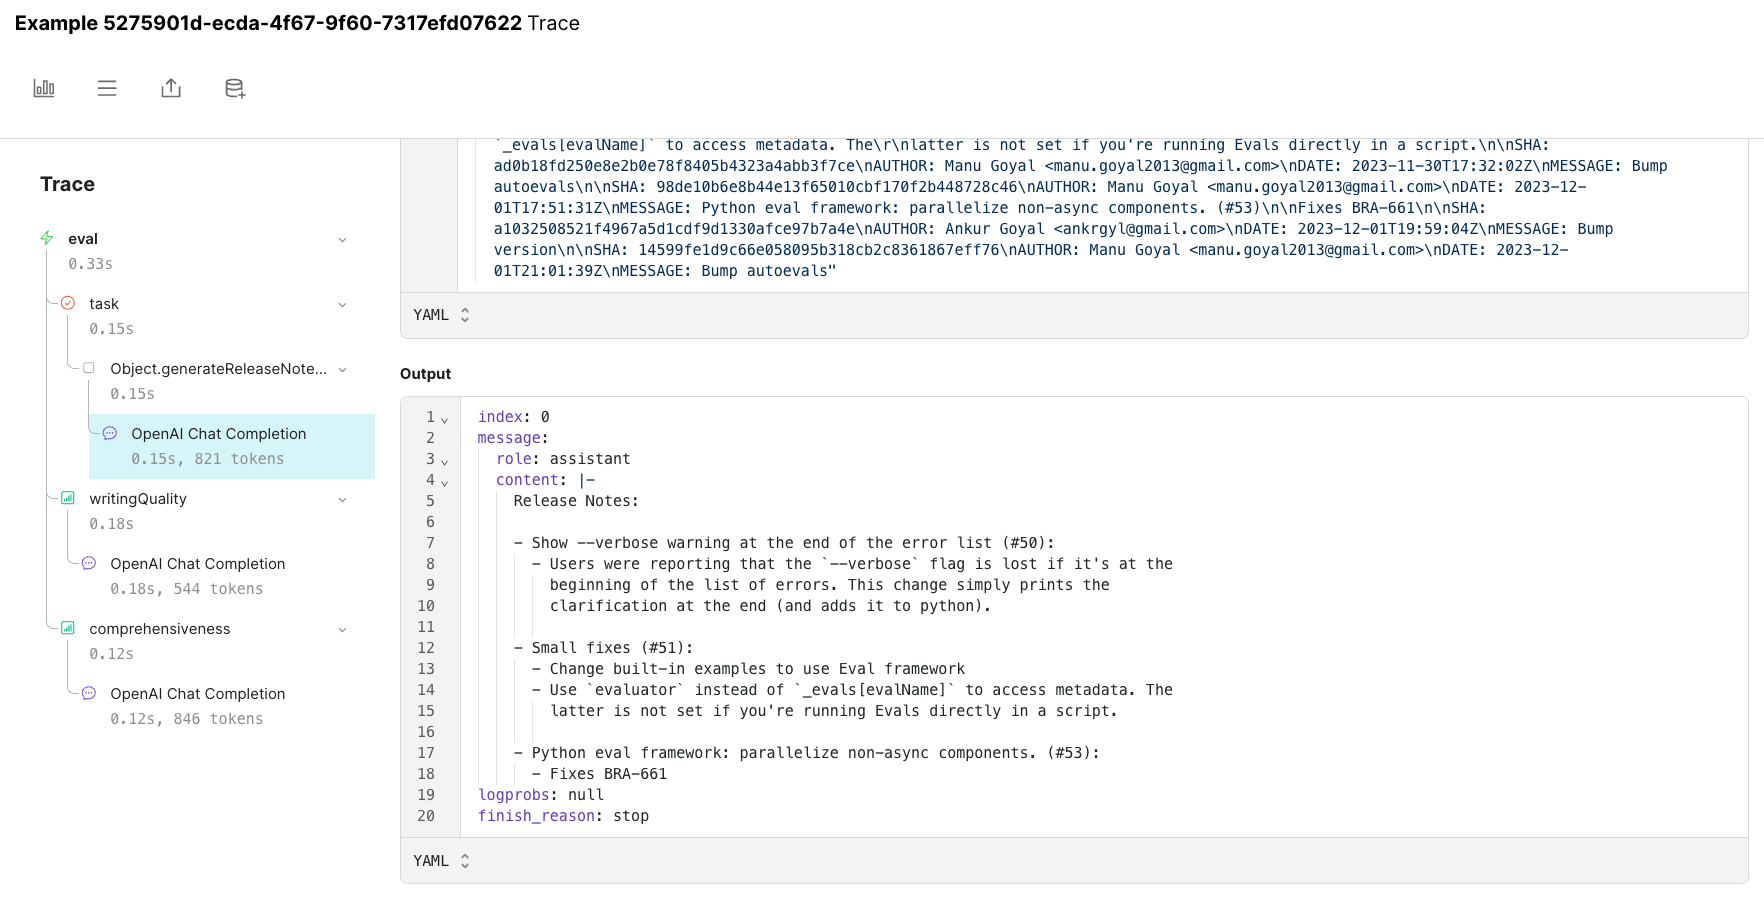 Example 5275901d-ecda-4f67-9f60-7317efd07622 Trace
Trace
eval
0.33s
task
0.15s
Object.generateReleaseNote...
0.15s
OpenAI Chat Completion
0.15s, 821 tokens
writingQuality
0.18s
OpenAI Chat Completion
0.18s, 544 tokens
comprehensiveness
0.12s
OpenAI Chat Completion
0.12s, 846 tokens
`_evals[evalName]` to access metadata. The\r\nlatter is not set if you're running Evals directly in a script.\n\nSHA:
ad0b18fd250e8e2b0e78f8405b4323a4abb3f7ce\nAUTHOR: Manu Goyal <manu.goyal2013@gmail.com>\nDATE: 2023-11-30T17:32:02Z\nMESSAGE: Bump
autoevals\n\nSHA: 98de10b6e8b44e13f65010cbf170f2b448728c46\nAUTHOR: Manu Goyal <manu.goyal2013@gmail.com>\nDATE: 2023-12-
01T17:51:31Z\nMESSAGE: Python eval framework: parallelize non-async components. (#53)\n\nFixes BRA-661\n\nSHA:
a1032508521f4967a5d1cdf9d1330afce97b7a4e\nAUTHOR: Ankur Goyal <ankrgyl@gmail.com>\nDATE: 2023-12-01T19:59:04Z\nMESSAGE: Bump
version\n\nSHA: 14599fe1d9c66e058095b318cb2c8361867eff76\nAUTHOR: Manu Goyal <manu.goyal2013@gmail.com>\nDATE: 2023-12-
01T21:01:39Z\nMESSAGE: Bump autoevals"
YAML
Output
1 index: 0
2 message:
3 role: assistant
4 content: |-
5 Release Notes:
6
7 - Show --verbose warning at the end of the error list (#50):
8 - Users were reporting that the `--verbose` flag is lost if it's at the
9 beginning of the list of errors. This change simply prints the
10 clarification at the end (and adds it to python).
11
12 - Small fixes (#51):
13 - Change built-in examples to use Eval framework
14 - Use `evaluator` instead of `_evals[evalName]` to access metadata. The
15 latter is not set if you're running Evals directly in a script.
16
17 - Python eval framework: parallelize non-async components. (#53):
18 - Fixes BRA-661
19 logprobs: null
20 finish_reason: stop
YAML